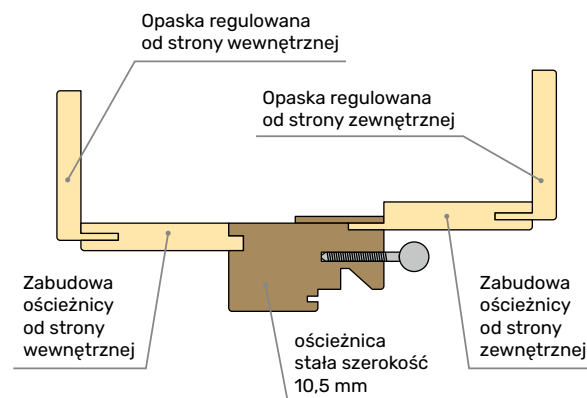 Opaska regulowana
od strony wewnętrznej
Opaska regulowana
od strony zewnętrznej
Zabudowa
ościeżnicy
od strony
wewnętrznej
ościeżnica
stała szerokość
10,5 mm
Zabudowa
ościeżnicy
od strony
zewnętrznej